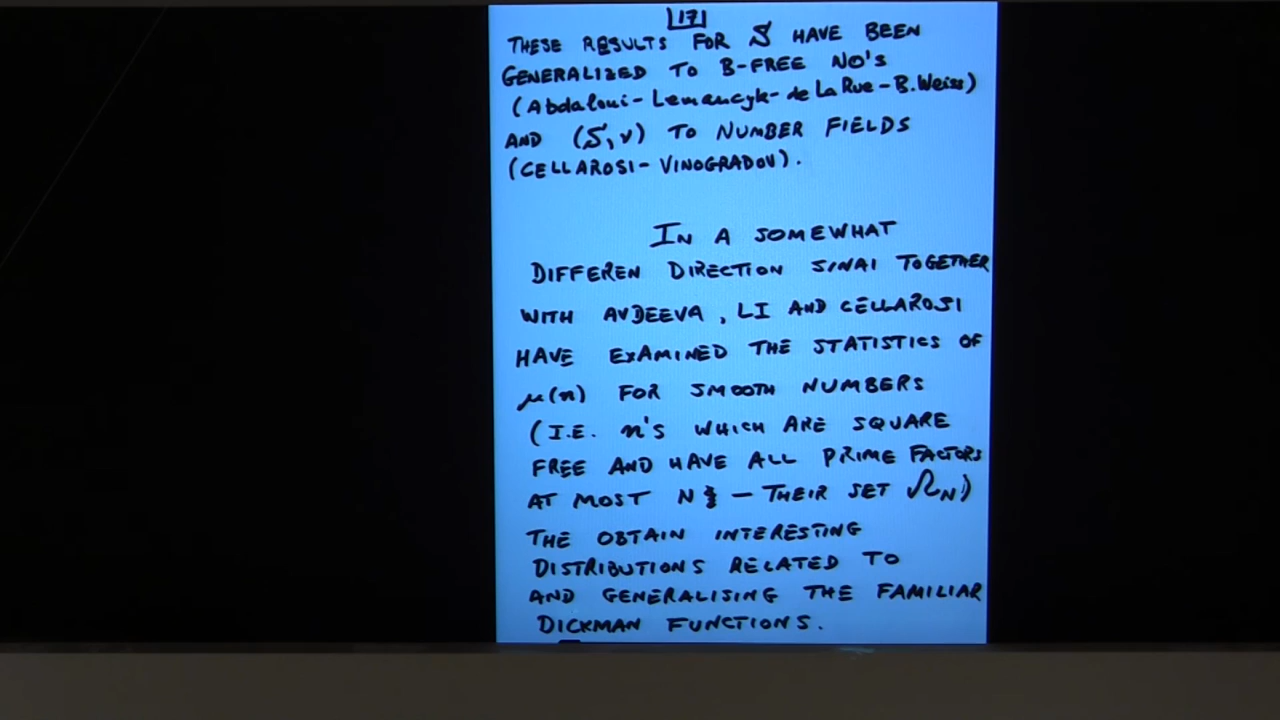 17
THESE RESULTS FOR S HAVE BEEN
GENERALIZED TO B-FREE NO'S
(Abdaloui-Lemancyk-de La Rue-B.Weiss)
AND (S,ν) TO NUMBER FIELDS
(CELLAROSI-VINOGRADOV).
IN A SOMEWHAT
DIFFEREN DIRECTION SINAI TOGETHER
WITH AVDEEVA, LI AND CELLAROSI
HAVE EXAMINED THE STATISTICS OF
μ(n) FOR SMOOTH NUMBERS
(I.E. n'S WHICH ARE SQUARE
FREE AND HAVE ALL PRIME FACTORS
AT MOST N} — THEIR SET Ω_N)
THE OBTAIN INTERESTING
DISTRIBUTIONS RELATED TO
AND GENERALISING THE FAMILIAR
DICKMAN FUNCTIONS.